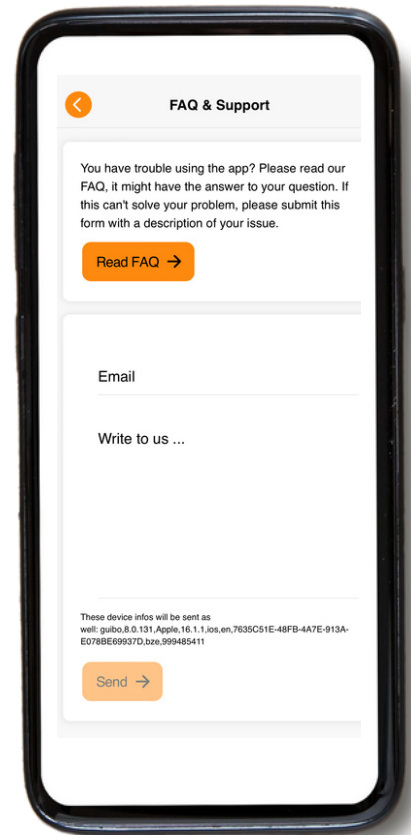 FAQ & Support
You have trouble using the app? Please read our
FAQ, it might have the answer to your question. If
this can't solve your problem, please submit this
form with a description of your issue.
Read FAQ →
Email
Write to us ...
These device infos will be sent as
well: guibo,8.0.131,Apple,16.1.1,ios,en,7635C51E-48FB-4A7E-913A-
E078BE69937D,bze,999485411
Send →